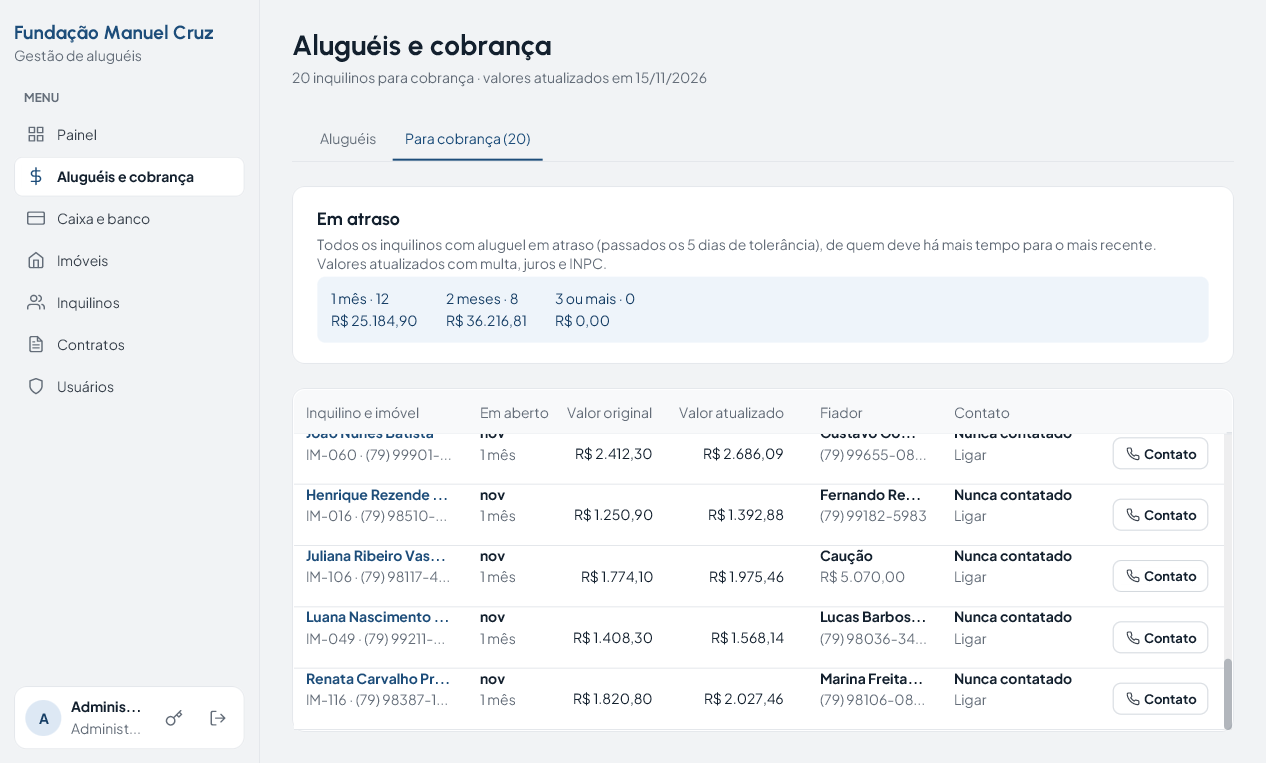 Fundação Manuel Cruz
Gestão de aluguéis
MENU
Painel
Aluguéis e cobrança
Caixa e banco
Imóveis
Inquilinos
Contratos
Usuários
A
Adminis...
Administ...
Aluguéis e cobrança
20 inquilinos para cobrança · valores atualizados em 15/11/2026
Aluguéis
Para cobrança (20)
Em atraso
Todos os inquilinos com aluguel em atraso (passados os 5 dias de tolerância), de quem deve há mais tempo para o mais recente.
Valores atualizados com multa, juros e INPC.
1 mês · 12
R$ 25.184,90
2 meses · 8
R$ 36.216,81
3 ou mais · 0
R$ 0,00
Inquilino e imóvel Em aberto Valor original Valor atualizado Fiador Contato
João Nunes Batista nov Gustavo Go... Nunca contatado
IM-060 · (79) 99901-... 1 mês R$ 2.412,30 R$ 2.686,09 (79) 99655-08... Ligar Contato
Henrique Rezende ... nov Fernando Re... Nunca contatado
IM-016 · (79) 98510-... 1 mês R$ 1.250,90 R$ 1.392,88 (79) 99182-5983 Ligar Contato
Juliana Ribeiro Vas... nov Caução Nunca contatado
IM-106 · (79) 98117-4... 1 mês R$ 1.774,10 R$ 1.975,46 R$ 5.070,00 Ligar Contato
Luana Nascimento ... nov Lucas Barbos... Nunca contatado
IM-049 · (79) 99211-... 1 mês R$ 1.408,30 R$ 1.568,14 (79) 98036-34... Ligar Contato
Renata Carvalho Pr... nov Marina Freita... Nunca contatado
IM-116 · (79) 98387-1... 1 mês R$ 1.820,80 R$ 2.027,46 (79) 98106-08... Ligar Contato